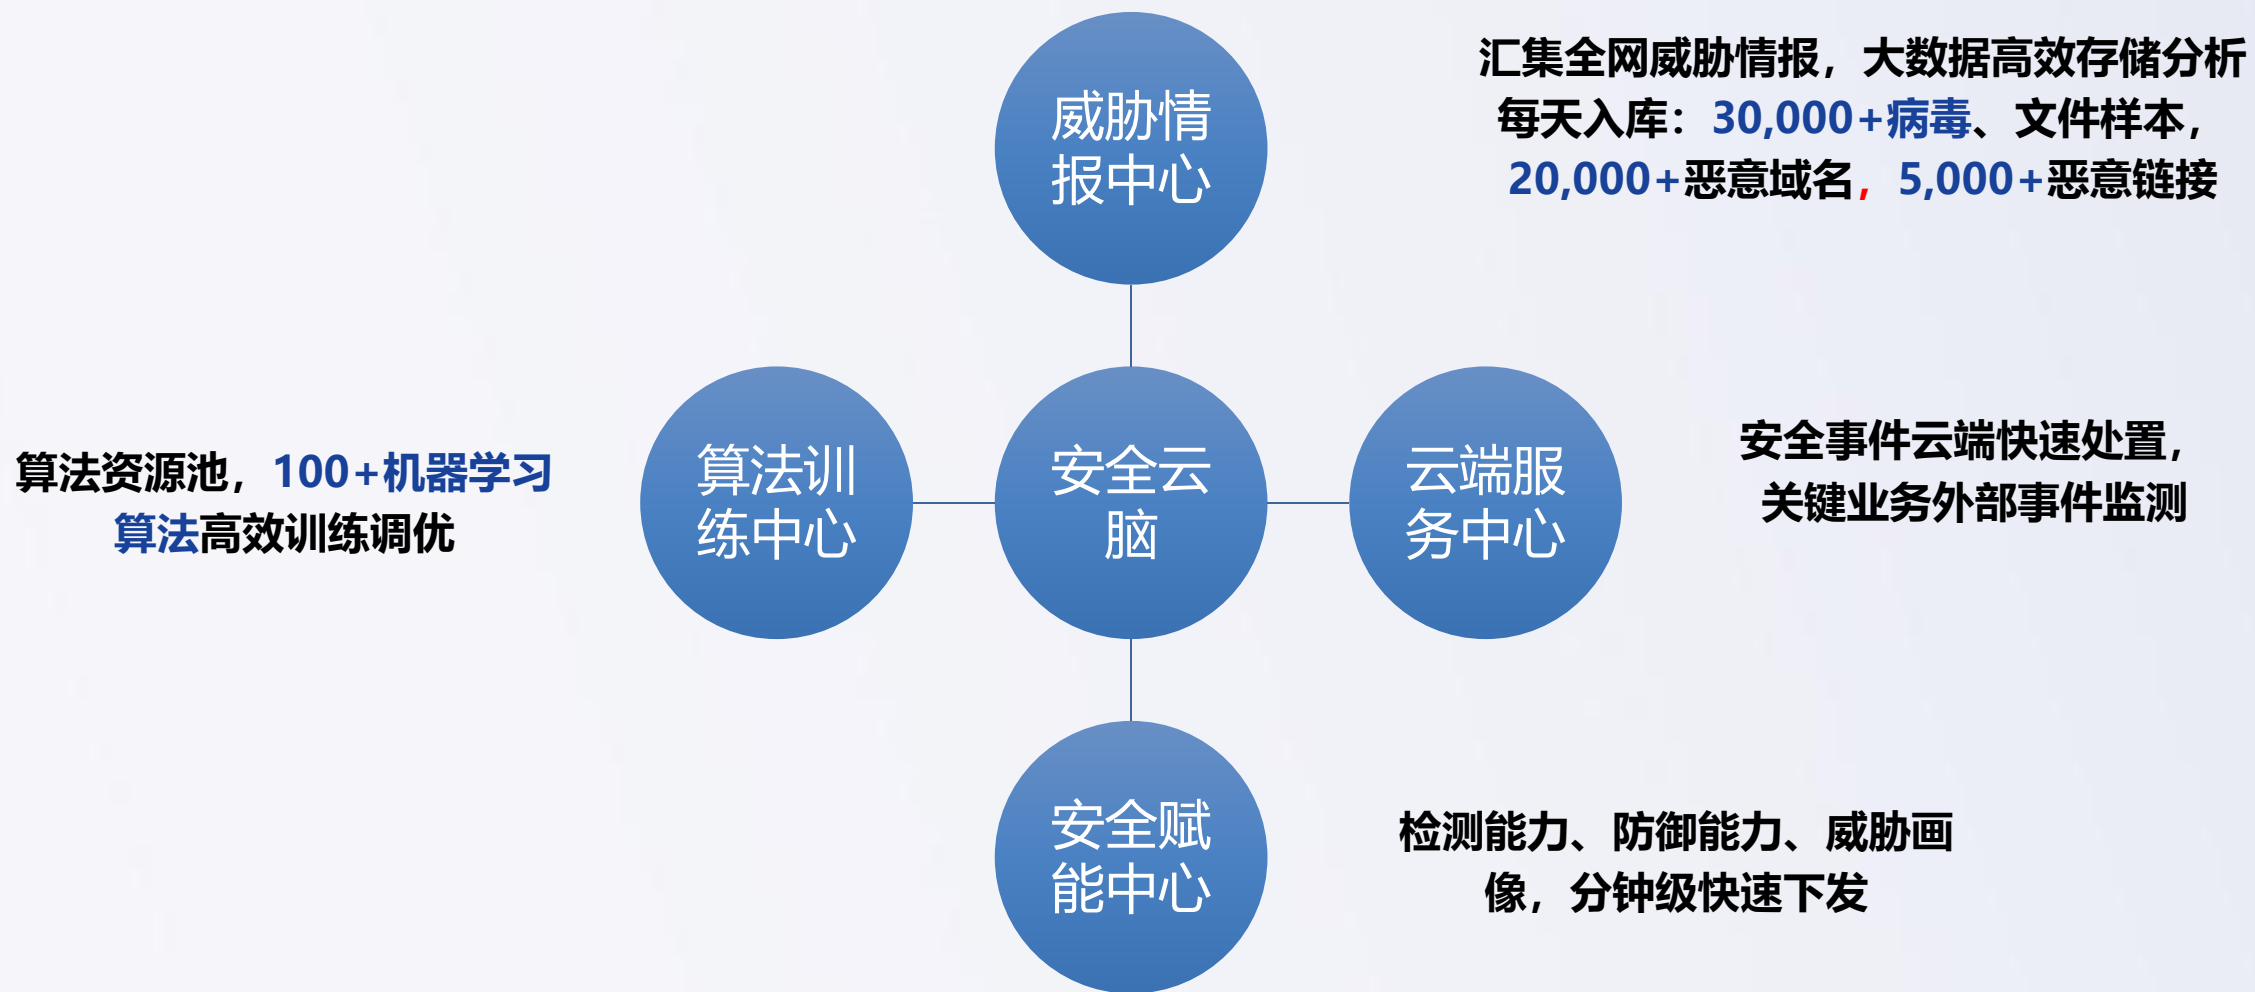 威胁情
报中心
汇集全网威胁情报，大数据高效存储分析
每天入库：30,000+病毒、文件样本，
20,000+恶意域名，5,000+恶意链接
算法资源池，100+机器学习
算法高效训练调优
算法训
练中心
安全云
脑
云端服
务中心
安全事件云端快速处置，
关键业务外部事件监测
安全赋
能中心
检测能力、防御能力、威胁画
像，分钟级快速下发